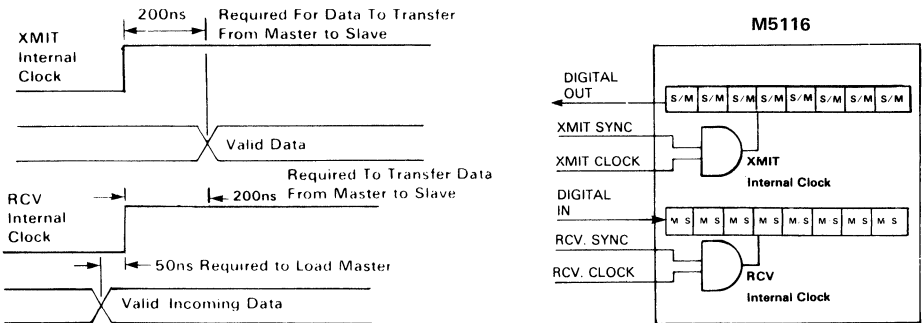 200ns
Required For Data To Transfer
From Master to Slave
XMIT
Internal
Clock
Valid Data
Required To Transfer Data
200ns From Master to Slave
RCV
Internal
Clock
50ns Required to Load Master
Valid Incoming Data
M5116
DIGITAL
OUT
S/M S/M S/M S/M S/M S/M S/M S/M
XMIT SYNC
XMIT CLOCK
XMIT
Internal Clock
DIGITAL
IN
M S M S M S M S M S M S M S M S
RCV. SYNC
RCV. CLOCK
RCV
Internal Clock